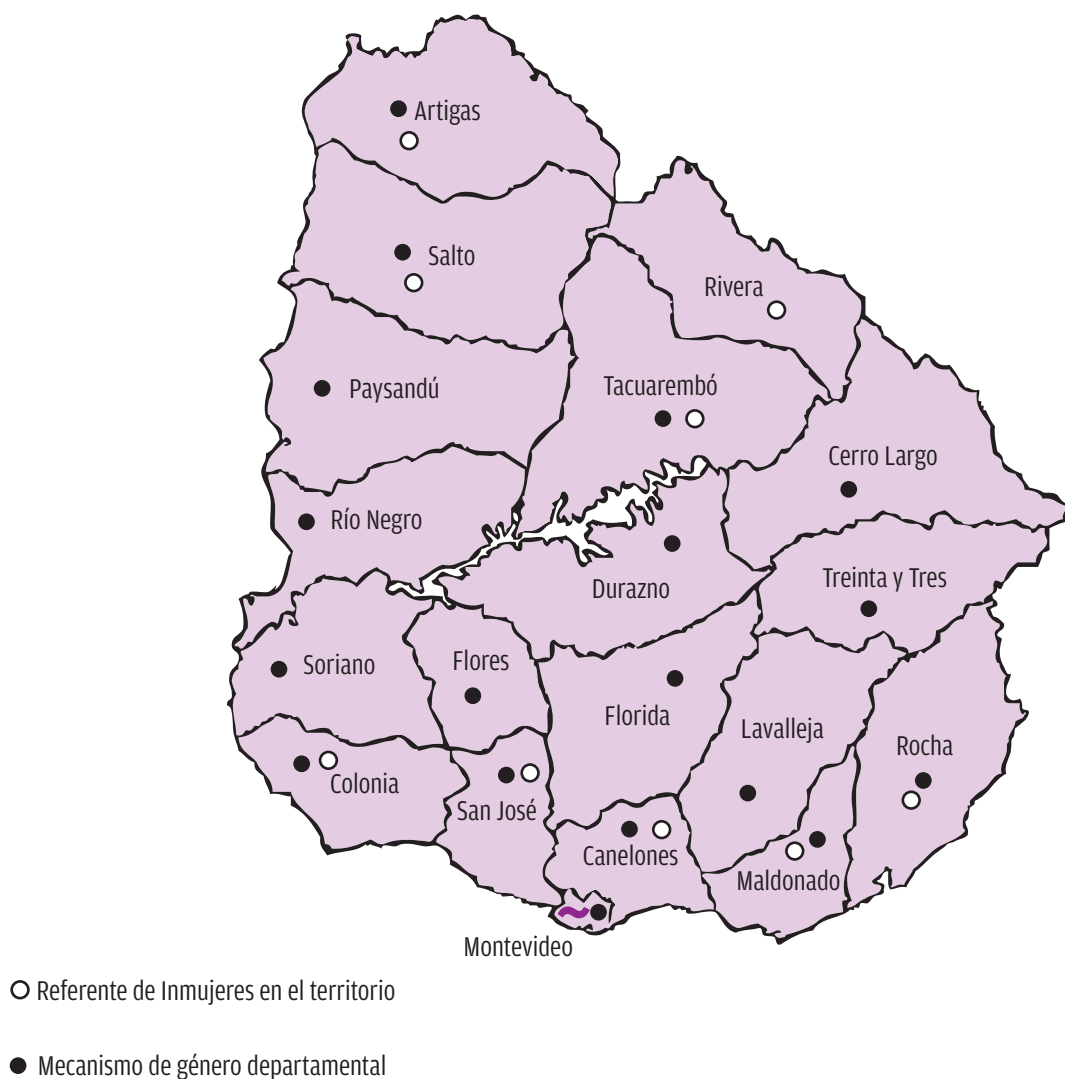 Artigas
Salto
Rivera
Paysandú
Tacuarembó
Cerro Largo
Río Negro
Durazno
Treinta y Tres
Soriano
Flores
Florida
Lavalleja
Rocha
Colonia
San José
Canelones
Maldonado
Montevideo
Referente de Inmujeres en el territorio
Mecanismo de género departamental